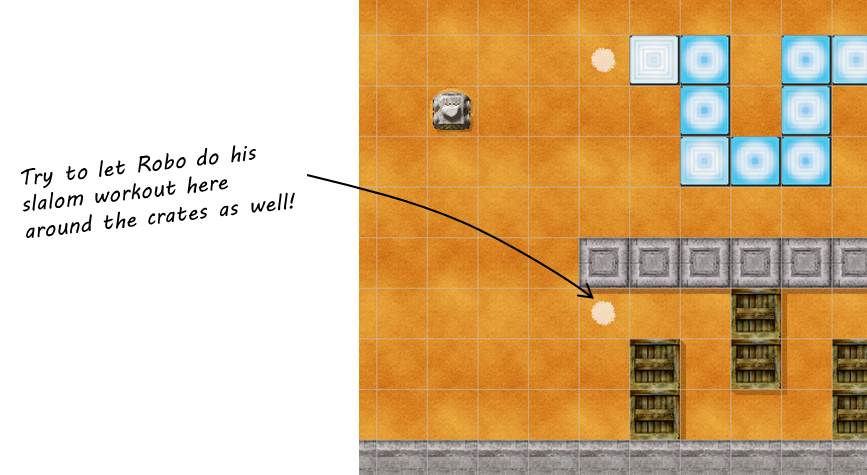 Try to let Robo do his
slalom workout here
around the crates as well!